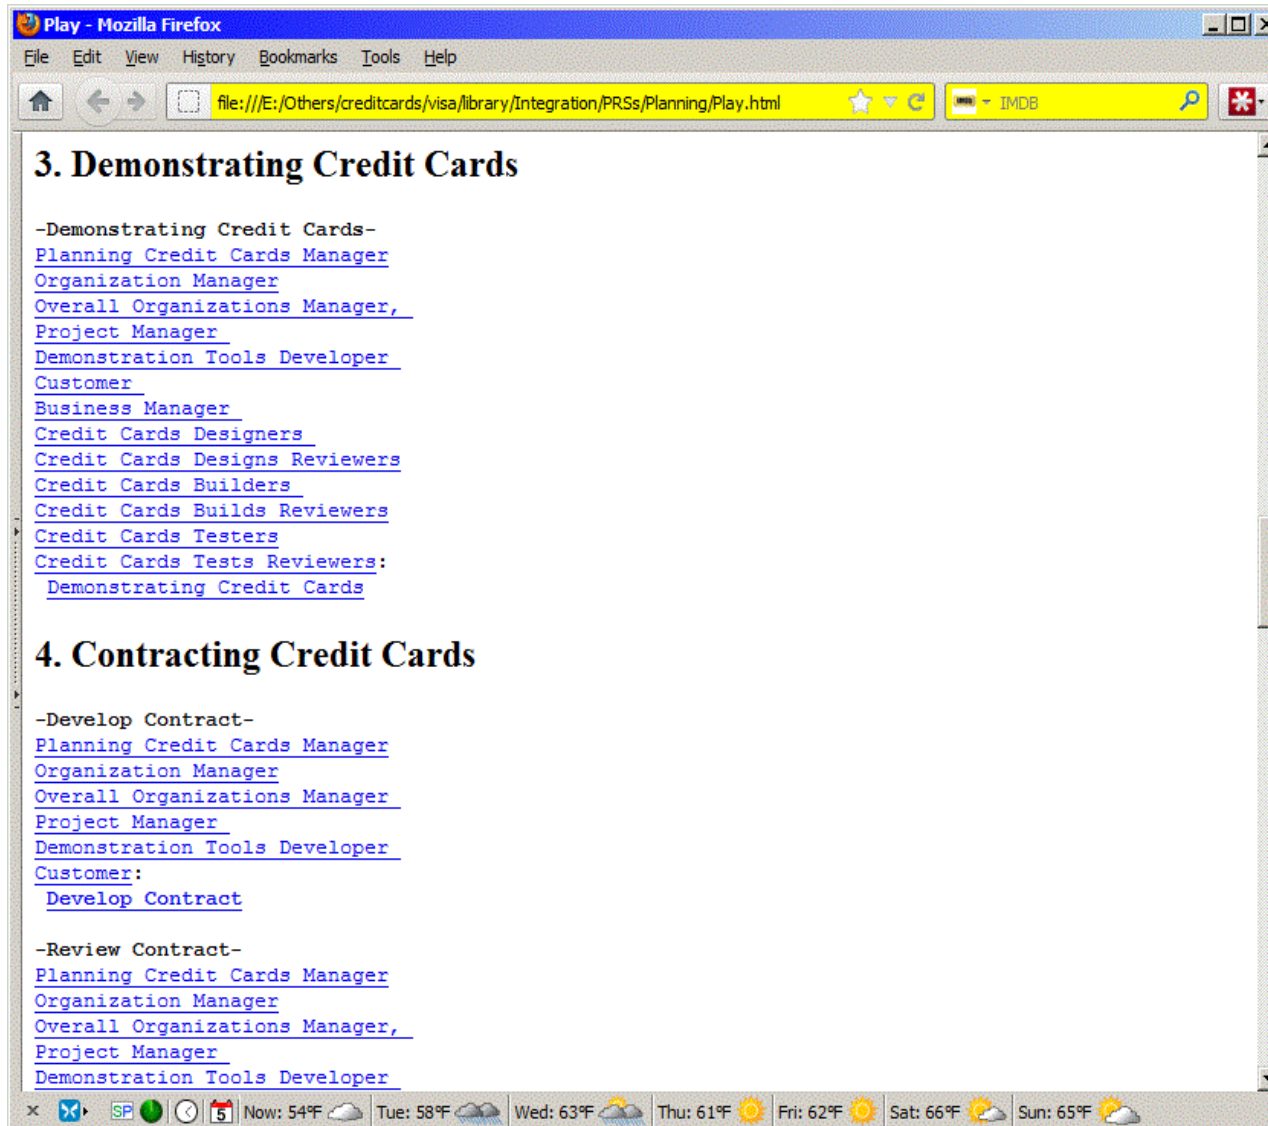 Play - Mozilla Firefox
File Edit View History Bookmarks Tools Help
file:///E:/Others/creditcards/visa/library/Integration/PRSs/Planning/Play.html IMDB
3. Demonstrating Credit Cards
-Demonstrating Credit Cards-
Planning Credit Cards Manager
Organization Manager
Overall Organizations Manager,
Project Manager
Demonstration Tools Developer
Customer
Business Manager
Credit Cards Designers
Credit Cards Designs Reviewers
Credit Cards Builders
Credit Cards Builds Reviewers
Credit Cards Testers
Credit Cards Tests Reviewers:
Demonstrating Credit Cards
4. Contracting Credit Cards
-Develop Contract-
Planning Credit Cards Manager
Organization Manager
Overall Organizations Manager
Project Manager
Demonstration Tools Developer
Customer:
Develop Contract
-Review Contract-
Planning Credit Cards Manager
Organization Manager
Overall Organizations Manager,
Project Manager
Demonstration Tools Developer
SP 5 Now: 54°F Tue: 58°F Wed: 63°F Thu: 61°F Fri: 62°F Sat: 66°F Sun: 65°F